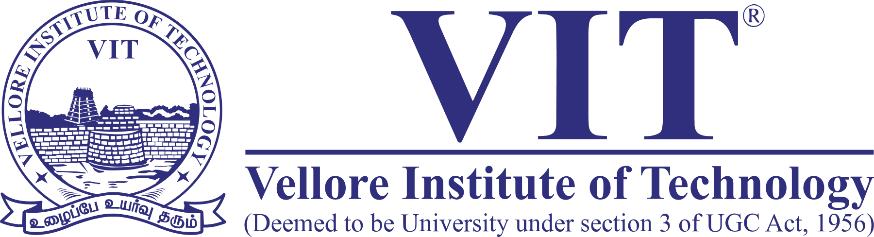 VELLORE INSTITUTE OF TECHNOLOGY
VIT
உழைப்பே உயர்வு தரும்
VIT®
Vellore Institute of Technology
(Deemed to be University under section 3 of UGC Act, 1956)